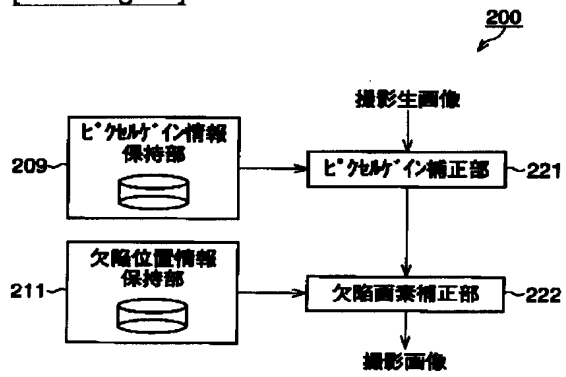 200
撮影生画像
ピクセルゲイン情報
保持部
209
ピクセルゲイン補正部
221
欠陥位置情報
保持部
211
欠陥画素補正部
222
撮影画像